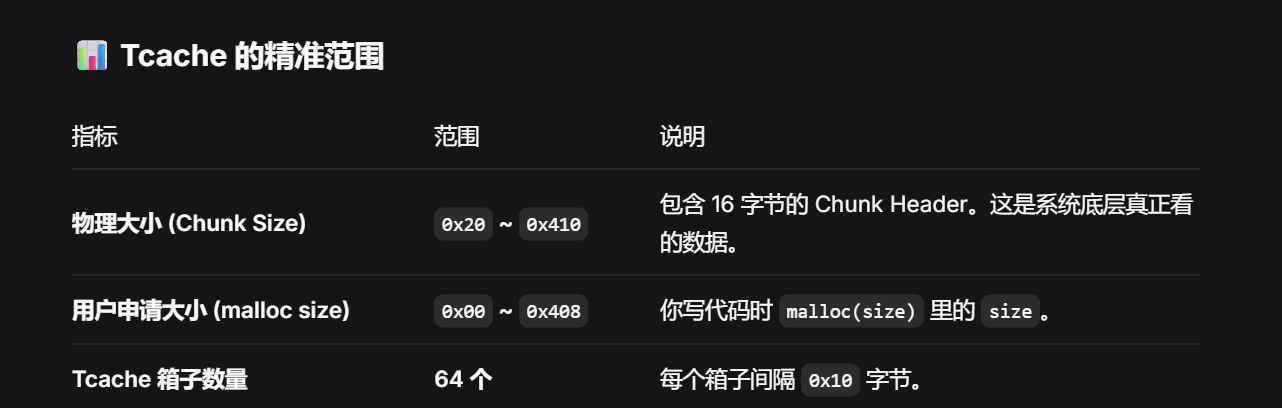 📊 Tcache 的精准范围
指标 范围 说明
物理大小 (Chunk Size) 0x20 ~ 0x410 包含 16 字节的 Chunk Header。这是系统底层真正看
的数据。
用户申请大小 (malloc size) 0x00 ~ 0x408 你写代码时 malloc(size) 里的 size。
Tcache 箱子数量 64 个 每个箱子间隔 0x10 字节。